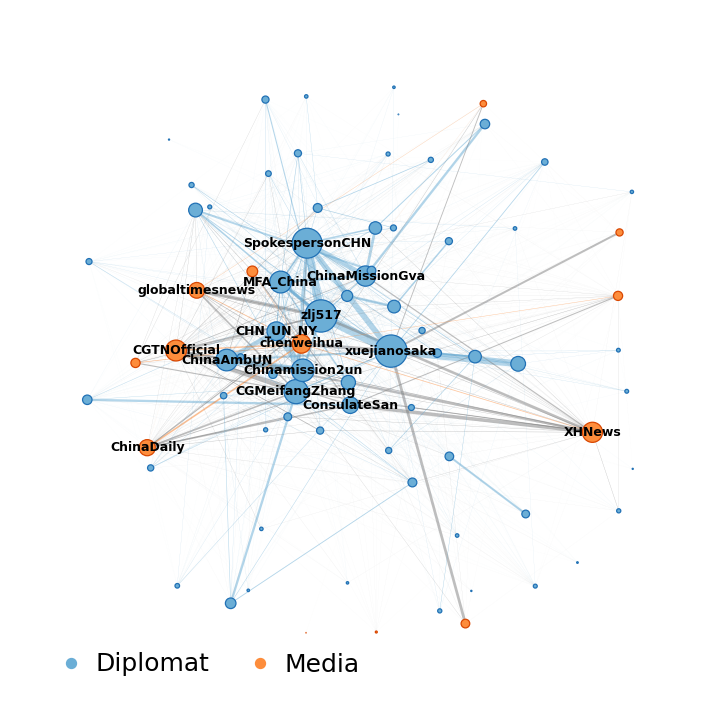 SpokespersonCHN
ChinaMissionGva
MFA_China
globaltimesnews
zlj517
CHN_UN_NY
chenweihua
CGTNOfficial
xuejianosaka
ChinaAmbUN
Chinamission2un
CGMeifangZhang
ConsulateSan
XHNews
ChinaDaily
Diplomat
Media